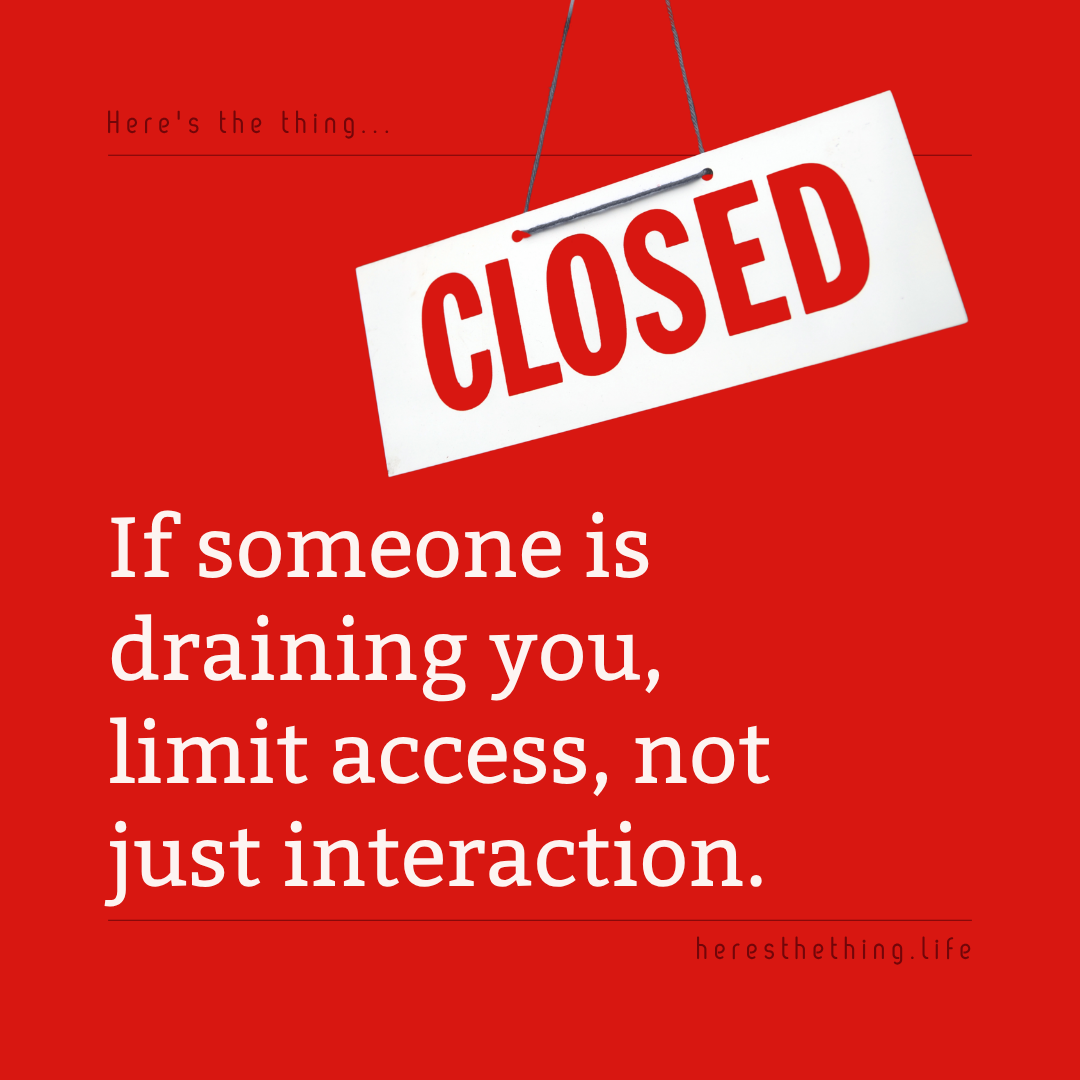 Here's the thing...
CLOSED
If someone is
draining you,
limit access, not
just interaction.
heresthething.life